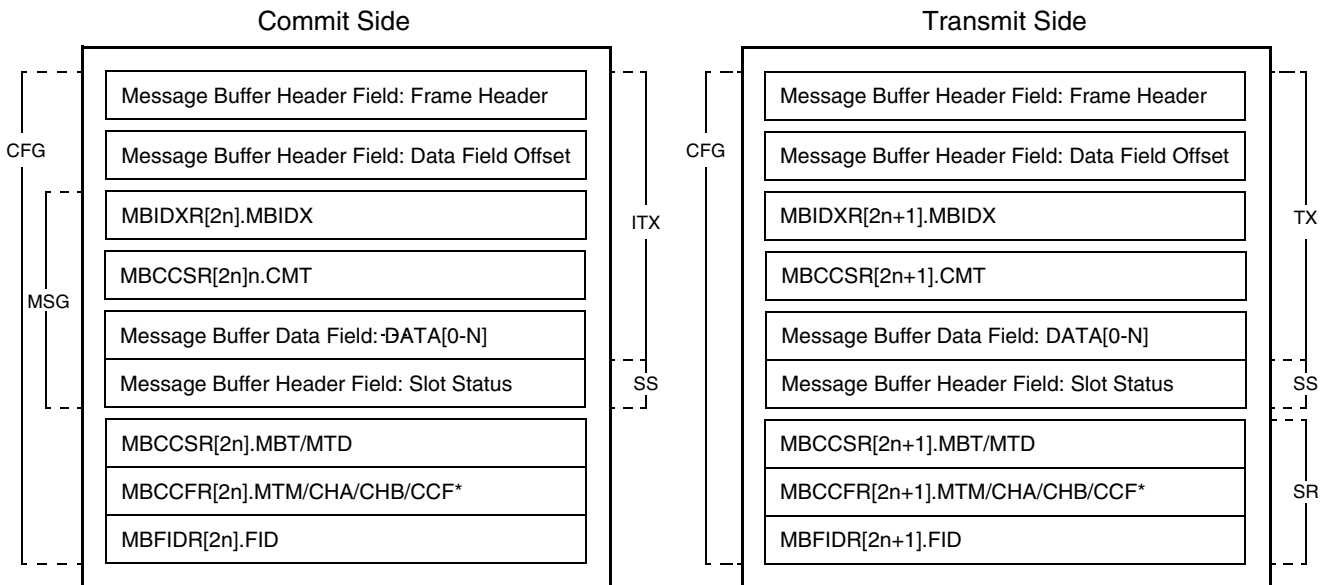 Commit Side
Message Buffer Header Field: Frame Header
Message Buffer Header Field: Data Field Offset
MBIDXR[2n].MBIDX
MBCCSR[2n]n.CMT
Message Buffer Data Field: DATA[0-N]
Message Buffer Header Field: Slot Status
MBCCSR[2n].MBT/MTD
MBCCFR[2n].MTM/CHA/CHB/CCF*
MBFIDR[2n].FID
CFG
MSG
ITX
SS
Transmit Side
Message Buffer Header Field: Frame Header
Message Buffer Header Field: Data Field Offset
MBIDXR[2n+1].MBIDX
MBCCSR[2n+1].CMT
Message Buffer Data Field: DATA[0-N]
Message Buffer Header Field: Slot Status
MBCCSR[2n+1].MBT/MTD
MBCCFR[2n+1].MTM/CHA/CHB/CCF*
MBFIDR[2n+1].FID
CFG
TX
SS
SR